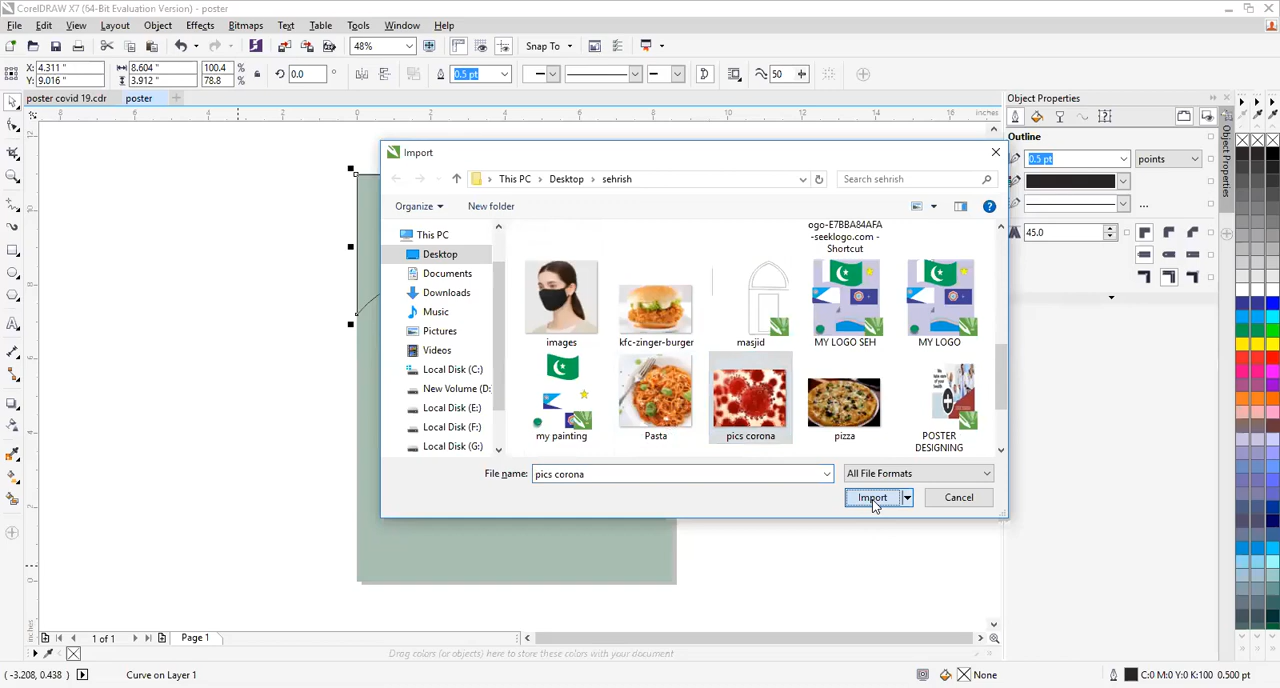 CorelDRAW X7 (64-Bit Evaluation Version) - poster
File Edit View Layout Object Effects Bitmaps Text Table Tools Window Help
48% Snap To
X: 4.311 " 8.604 " 100.4 % 0.0 0.5 pt 50
Y: 9.016 " 3.912 " 78.8 %
poster covid 19.cdr poster
inches
Import
This PC Desktop sehrish Search sehrish
Organize New folder
This PC
Desktop
Documents
Downloads
Music
Pictures
Videos
Local Disk (C:)
New Volume (D:
Local Disk (E:)
Local Disk (F:)
Local Disk (G:)
ogo-E7BBA84AFA
-seeklogo.com -
Shortcut
images kfc-zinger-burger masjid MY LOGO SEH MY LOGO
my painting Pasta pics corona pizza POSTER
DESIGNING
File name: pics corona All File Formats
Import Cancel
Object Properties
Outline
0.5 pt points
...
45.0
Object Properties
1 of 1 Page 1
Drag colors (or objects) here to store these colors with your document
( -3.208, 0.438 ) Curve on Layer 1 None C:0 M:0 Y:0 K:100 0.500 pt